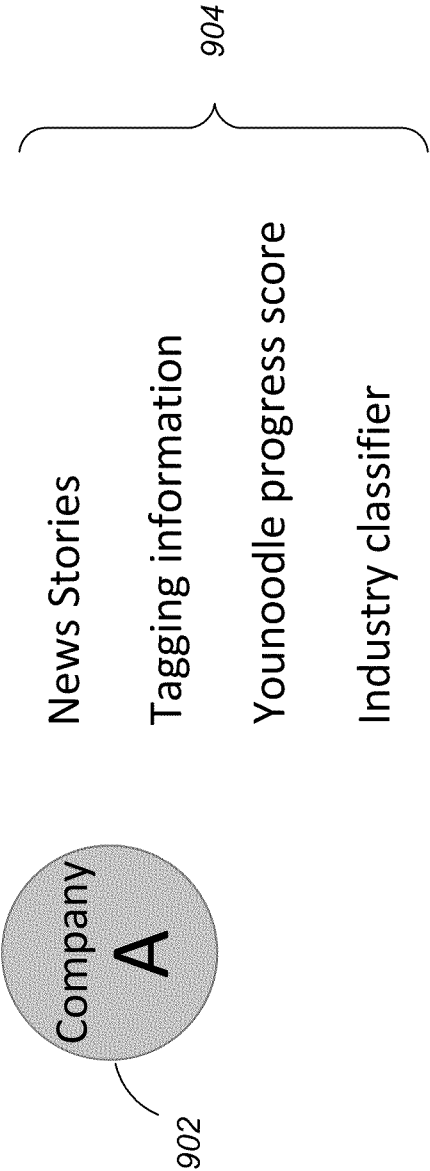 Company
A
902
News Stories
Tagging information
Younoodle progress score
Industry classifier
904